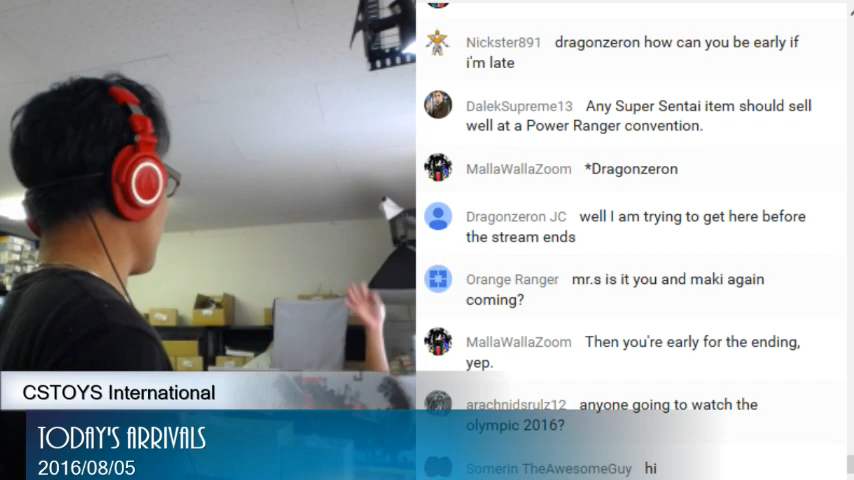 Nickster891 dragonzeron how can you be early if
i'm late
DalekSupreme13 Any Super Sentai item should sell
well at a Power Ranger convention.
MallaWallaZoom *Dragonzeron
Dragonzeron JC well I am trying to get here before
the stream ends
Orange Ranger mr.s is it you and maki again
coming?
MallaWallaZoom Then you're early for the ending,
yep.
arachnidsrulz12 anyone going to watch the
olympic 2016?
Somerin TheAwesomeGuy hi
CSTOYS International
TODAY'S ARRIVALS
2016/08/05